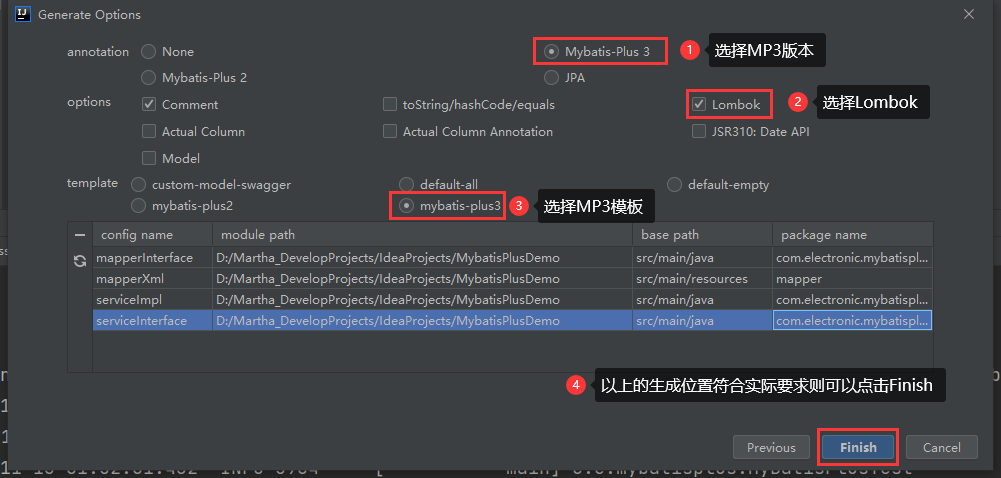 Generate Options
annotation None Mybatis-Plus 3 1 选择MP3版本
Mybatis-Plus 2 JPA
options Comment toString/hashCode/equals Lombok 2 选择Lombok
Actual Column Actual Column Annotation JSR310: Date API
Model
template custom-model-swagger default-all default-empty
mybatis-plus2 mybatis-plus3 3 选择MP3模板
config name module path base path package name
mapperInterface D:/Martha_DevelopProjects/IdeaProjects/MybatisPlusDemo src/main/java com.electronic.mybatispl...
mapperXml D:/Martha_DevelopProjects/IdeaProjects/MybatisPlusDemo src/main/resources mapper
serviceImpl D:/Martha_DevelopProjects/IdeaProjects/MybatisPlusDemo src/main/java com.electronic.mybatispl...
serviceInterface D:/Martha_DevelopProjects/IdeaProjects/MybatisPlusDemo src/main/java com.electronic.mybatispl...
4 以上的生成位置符合实际要求则可以点击Finish
Previous Finish Cancel